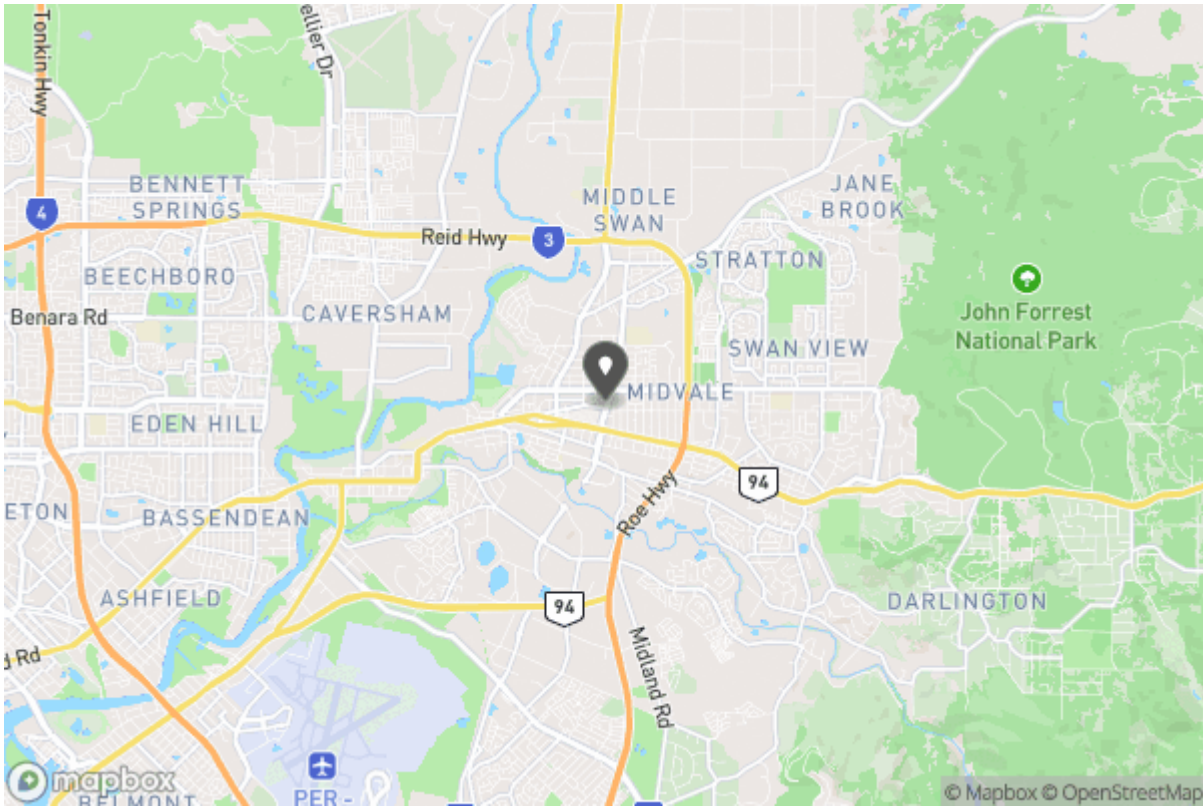 Tonkin Hwy
ellier Dr
BENNETT
SPRINGS
4
MIDDLE
SWAN
JANE
BROOK
Reid Hwy
3
BEECHBORO
STRATTON
CAVERSHAM
Benara Rd
John Forrest
National Park
SWAN VIEW
MIDVALE
EDEN HILL
94
ETON
BASSENDEAN
Roe Hwy
ASHFIELD
94
DARLINGTON
d Rd
Midland Rd
mapbox
BELMONT
PER-
© Mapbox © OpenStreetMap